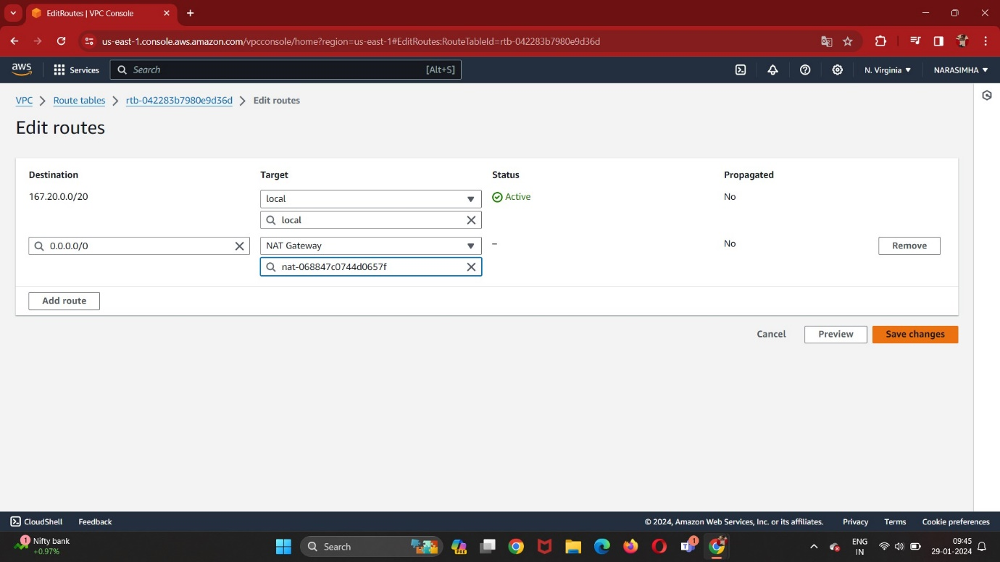 EditRoutes | VPC Console
us-east-1.console.aws.amazon.com/vpcconsole/home?region=us-east-1#EditRoutes:RouteTableId=rtb-042283b7980e9d36d
aws
Services
Search
[Alt+S]
N. Virginia
NARASIMHA
VPC
Route tables
rtb-042283b7980e9d36d
Edit routes
Edit routes
Destination
Target
Status
Propagated
167.20.0.0/20
local
Active
No
local
0.0.0.0/0
NAT Gateway
–
No
Remove
nat-068847c0744d0657f
Add route
Cancel
Preview
Save changes
CloudShell
Feedback
© 2024, Amazon Web Services, Inc. or its affiliates.
Privacy
Terms
Cookie preferences
1
Nifty bank
+0.97%
Search
PRE
1
ENG
IN
09:45
29-01-2024